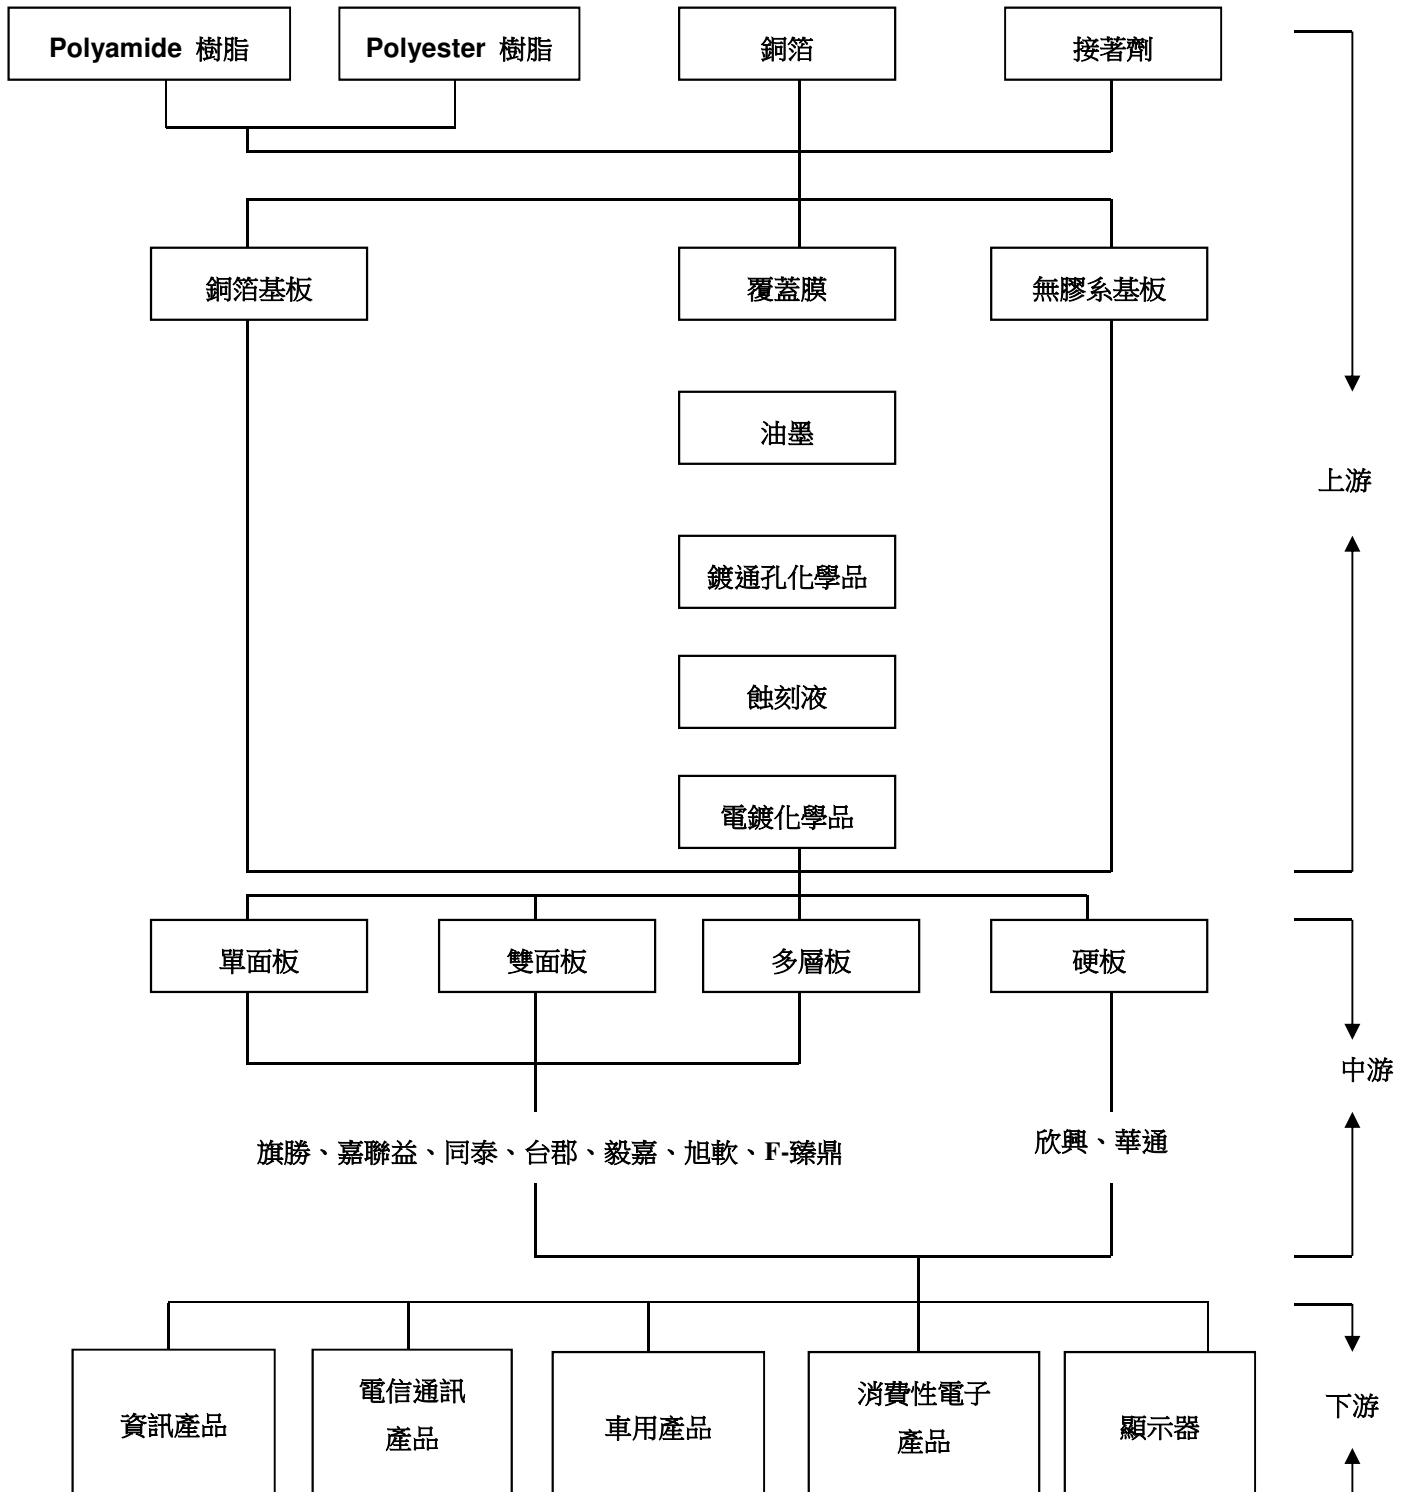 Polyamide 樹脂
Polyester 樹脂
銅箔
接著劑
銅箔基板
覆蓋膜
無膠系基板
油墨
上游
鍍通孔化學品
蝕刻液
電鍍化學品
單面板
雙面板
多層板
硬板
中游
旗勝、嘉聯益、同泰、台郡、毅嘉、旭軟、F-臻鼎
欣興、華通
資訊產品
電信通訊
產品
車用產品
消費性電子
產品
顯示器
下游